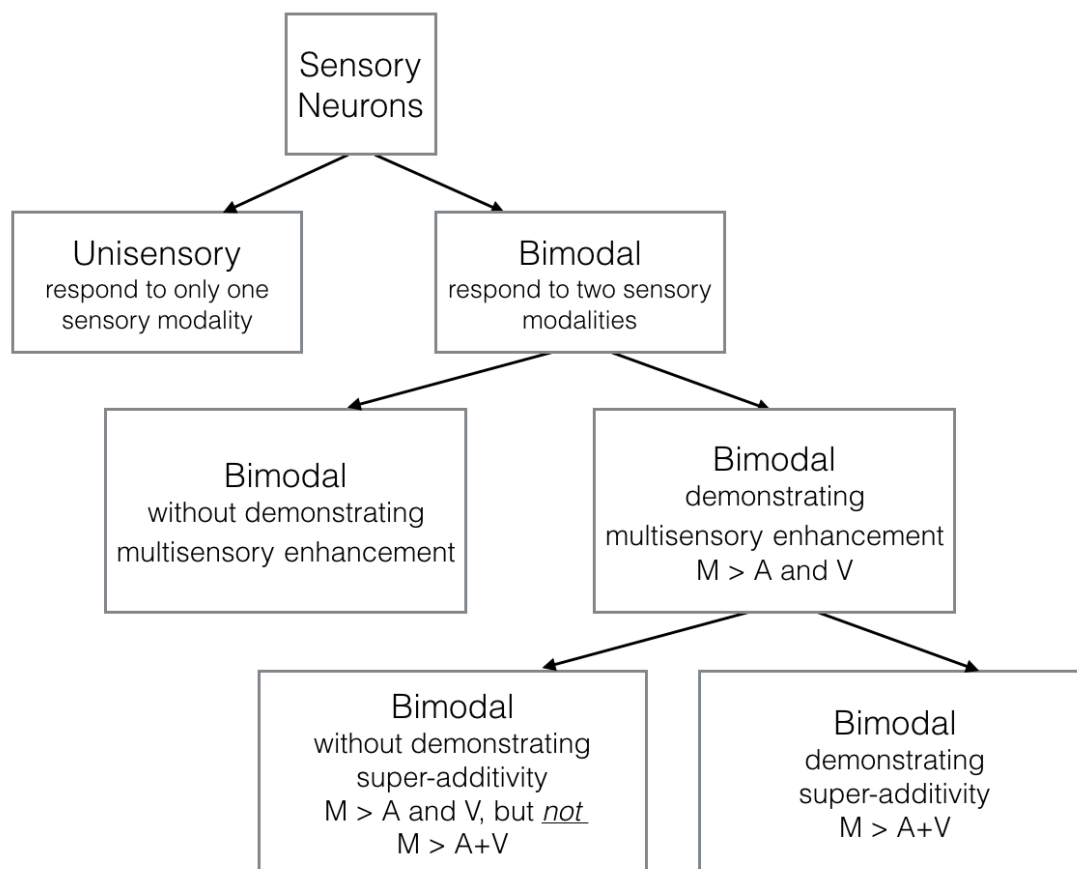 Sensory
Neurons
Unisensory
respond to only one
sensory modality
Bimodal
respond to two sensory
modalities
Bimodal
without demonstrating
multisensory enhancement
Bimodal
demonstrating
multisensory enhancement
M > A and V
Bimodal
without demonstrating
super-additivity
M > A and V, but not
M > A+V
Bimodal
demonstrating
super-additivity
M > A+V